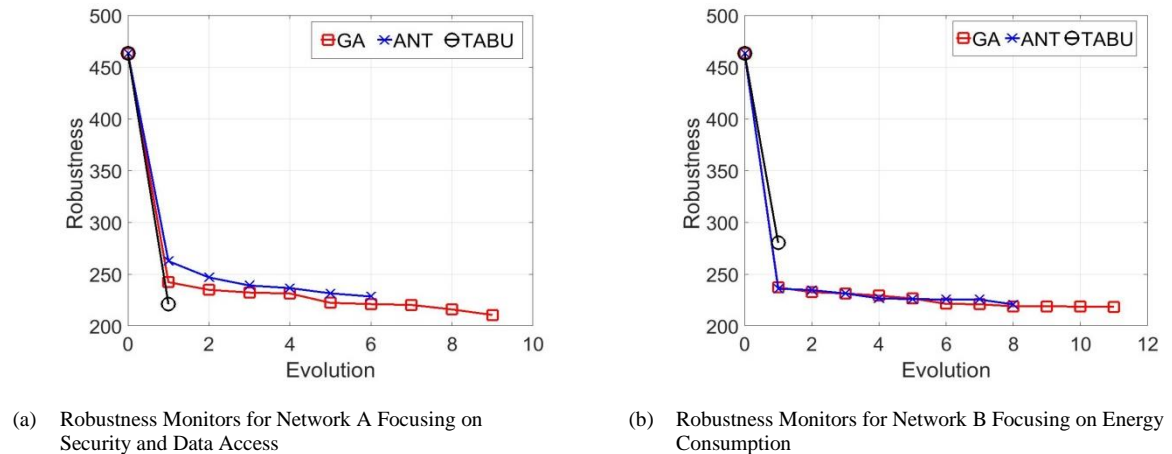 500
450
400
350
300
250
200
Robustness
GA ANT TABU
0 2 4 6 8 10
Evolution
(a) Robustness Monitors for Network A Focusing on
Security and Data Access
500
450
400
350
300
250
200
Robustness
GA ANT TABU
0 2 4 6 8 10 12
Evolution
(b) Robustness Monitors for Network B Focusing on Energy
Consumption